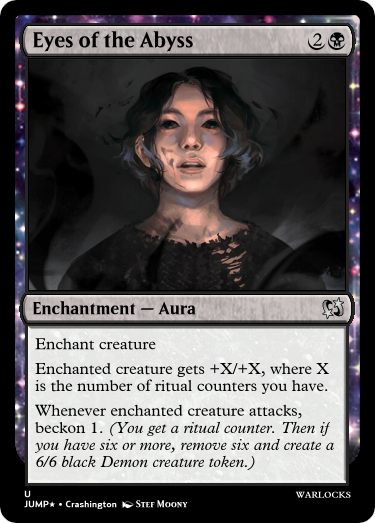 Eyes of the Abyss 2
Enchantment — Aura
Enchant creature
Enchanted creature gets +X/+X, where X
is the number of ritual counters you have.
Whenever enchanted creature attacks,
beckon 1. (You get a ritual counter. Then if
you have six or more, remove six and create a
6/6 black Demon creature token.)
U WARLOCKS
JUMP★ • Crashington Stef Moony